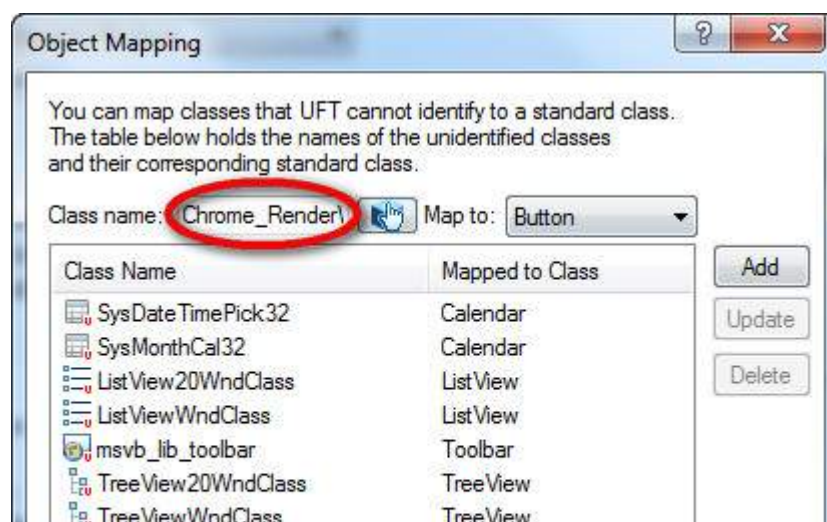 Object Mapping
You can map classes that UFT cannot identify to a standard class.
The table below holds the names of the unidentified classes
and their corresponding standard class.
Class name: Chrome_Render\ Map to: Button
Class Name Mapped to Class Add
SysDateTimePick32 Calendar
SysMonthCal32 Calendar Update
ListView20WndClass ListView
ListViewWndClass ListView Delete
msvb_lib_toolbar Toolbar
TreeView20WndClass TreeView
TreeViewWndClass TreeView